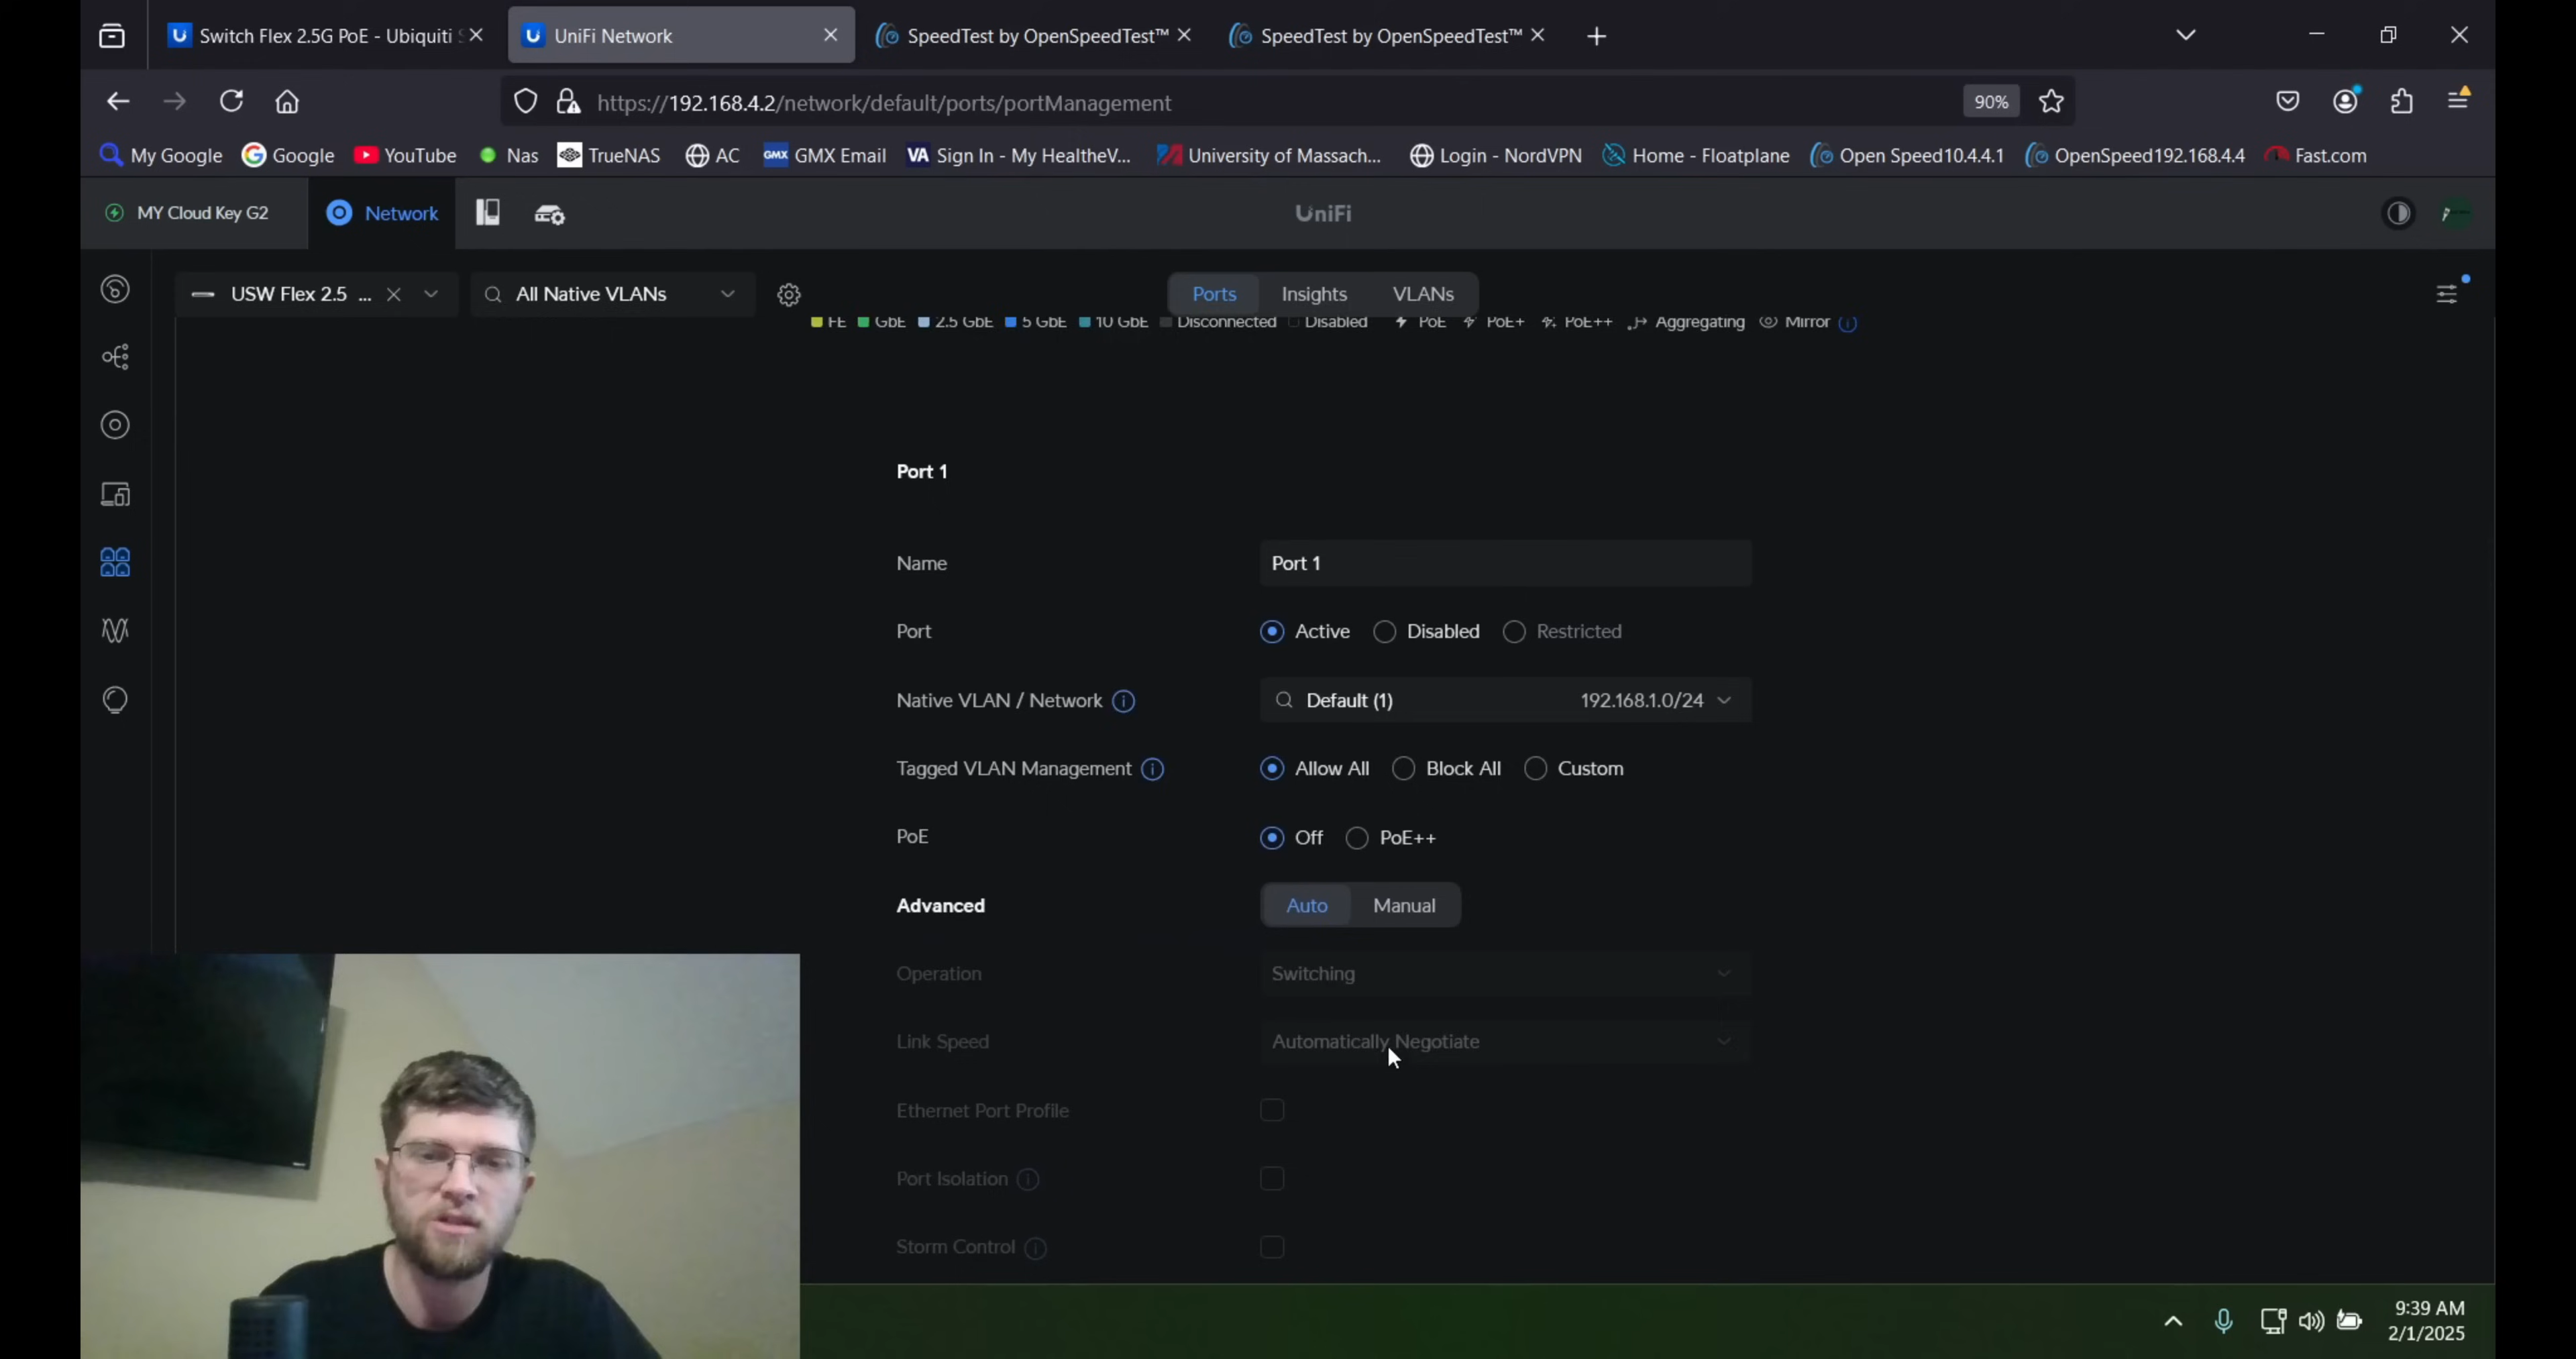 Switch Flex 2.5G PoE - Ubiquiti S
UniFi Network
SpeedTest by OpenSpeedTest™
SpeedTest by OpenSpeedTest™
https://192.168.4.2/network/default/ports/portManagement
90%
My Google
Google
YouTube
Nas
TrueNAS
AC
GMX Email
Sign In - My HealtheV...
University of Massach...
Login - NordVPN
Home - Floatplane
Open Speed10.4.4.1
OpenSpeed192.168.4.4
Fast.com
MY Cloud Key G2
Network
UniFi
USW Flex 2.5 ...
All Native VLANs
Ports Insights VLANs
FE GbE 2.5 GbE 5 GbE 10 GbE Disconnected Disabled PoE PoE+ PoE++ Aggregating Mirror
Port 1
Name
Port 1
Port
Active Disabled Restricted
Native VLAN / Network
Default (1) 192.168.1.0/24
Tagged VLAN Management
Allow All Block All Custom
PoE
Off PoE++
Advanced
Auto Manual
Operation
Switching
Link Speed
Automatically Negotiate
Ethernet Port Profile
Port Isolation
Storm Control
9:39 AM
2/1/2025